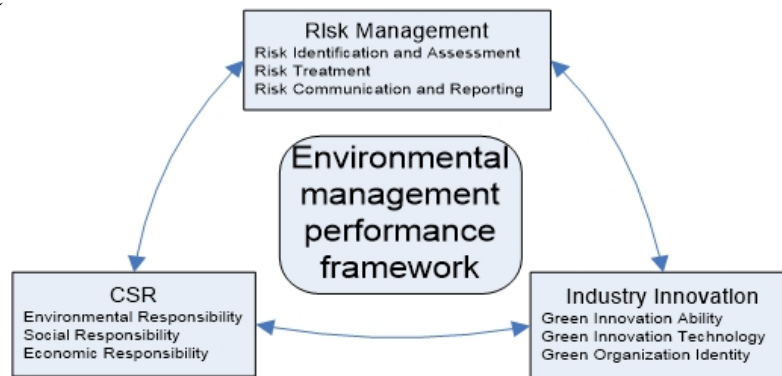 RIsk Management
Risk Identification and Assessment
Risk Treatment
Risk Communication and Reporting
Environmental
management
performance
framework
CSR
Environmental Responsibility
Social Responsibility
Economic Responsibility
Industry Innovation
Green Innovation Ability
Green Innovation Technology
Green Organization Identity